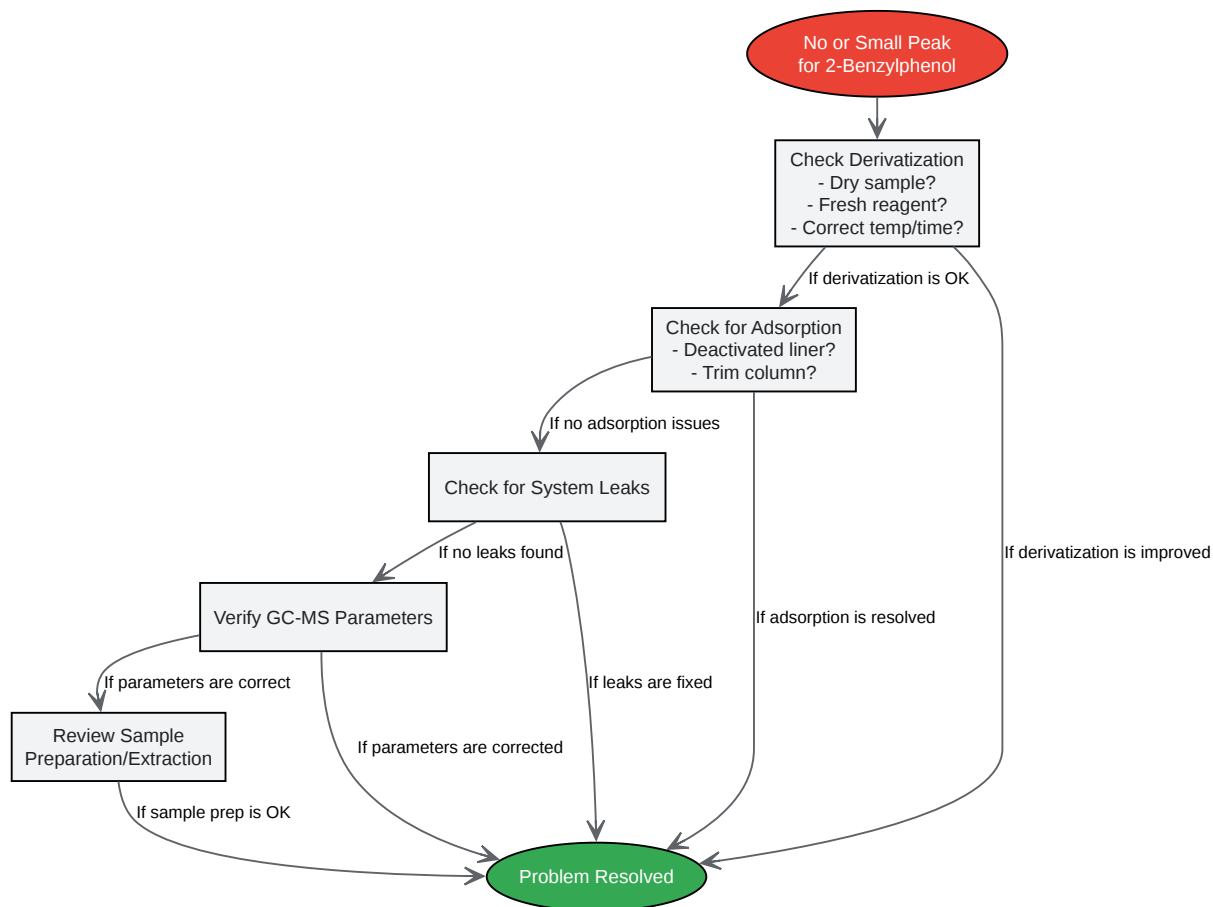 No or Small Peak
for 2-Benzylphenol
Check Derivatization
- Dry sample?
- Fresh reagent?
- Correct temp/time?
If derivatization is OK
Check for Adsorption
- Deactivated liner?
- Trim column?
If no adsorption issues
Check for System Leaks
If no leaks found
If derivatization is improved
Verify GC-MS Parameters
If adsorption is resolved
If parameters are correct
If leaks are fixed
Review Sample
Preparation/Extraction
If parameters are corrected
If sample prep is OK
Problem Resolved